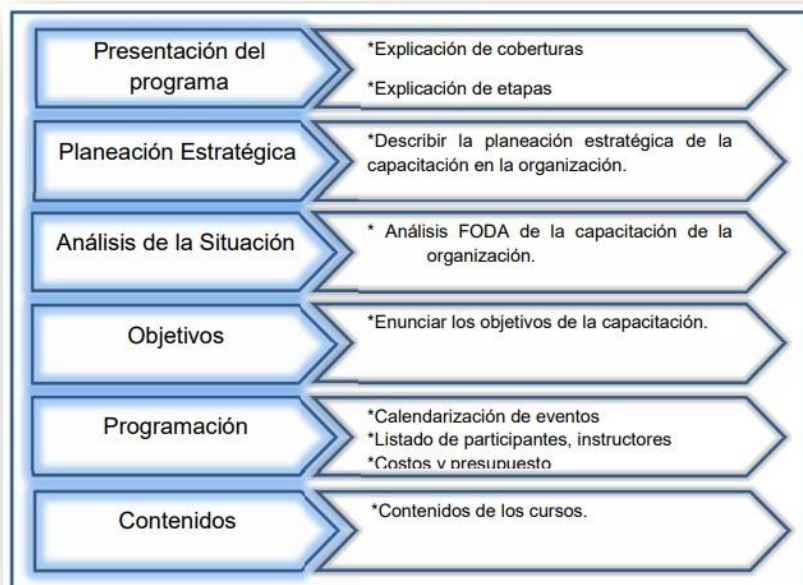 Presentación del
programa
*Explicación de coberturas
*Explicación de etapas
Planeación Estratégica
*Describir la planeación estratégica de la
capacitación en la organización.
Análisis de la Situación
* Análisis FODA de la capacitación de la
organización.
Objetivos
*Enunciar los objetivos de la capacitación.
Programación
*Calendarización de eventos
*Listado de participantes, instructores
*Costos y presupuesto
Contenidos
*Contenidos de los cursos.